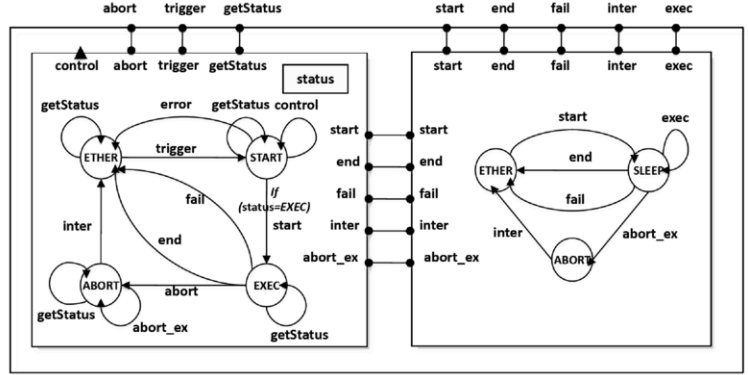 abort trigger getStatus start end fail inter exec
control abort trigger getStatus start end fail inter exec
status
getStatus error getStatus control
ETHER trigger START
If
(status=EXEC)
start
fail
end
inter
ABORT abort EXEC
getStatus
abort_ex
getStatus
start start
end end
fail fail
inter inter
abort_ex abort_ex
start exec
ETHER end SLEEP
fail
inter abort_ex
ABORT